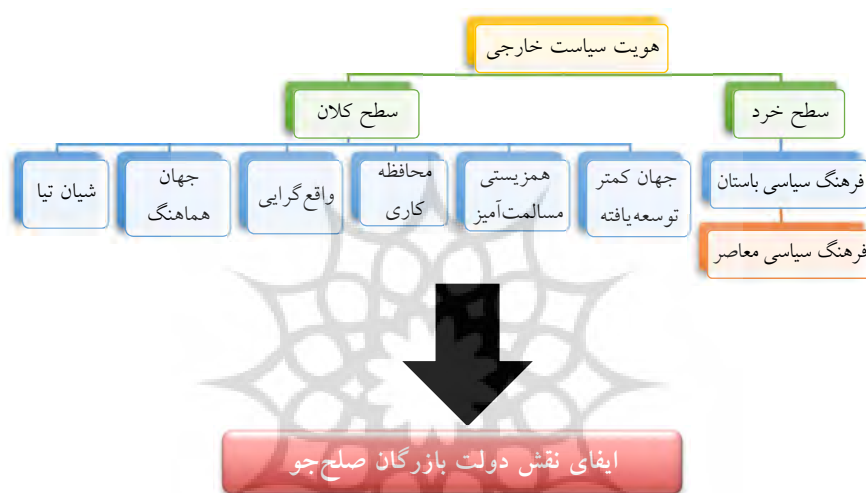 هویت سیاست خارجی
سطح خرد
سطح کلان
فرهنگ سیاسی باستان
جهان کمتر
توسعه‌یافته
همزیستی
مسالمت‌آمیز
محافظه
کاری
واقع‌گرایی
جهان
هماهنگ
شیان تیا
فرهنگ سیاسی معاصر
ایفای نقش دولت بازرگان صلح‌جو